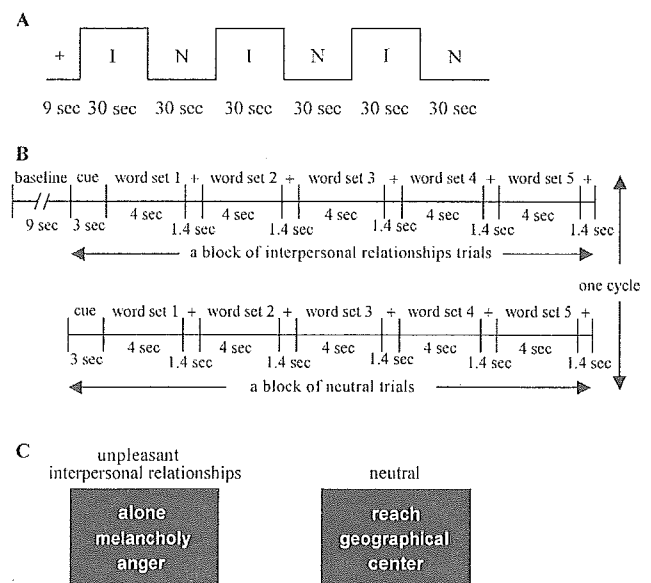 A
+ I N I N I N
9 sec 30 sec 30 sec 30 sec 30 sec 30 sec 30 sec
B
baseline cue word set 1 + word set 2 + word set 3 + word set 4 + word set 5 +
9 sec 3 sec 4 sec 1.4 sec 4 sec 1.4 sec 4 sec 1.4 sec 4 sec 1.4 sec 4 sec 1.4 sec
a block of interpersonal relationships trials
one cycle
cue word set 1 + word set 2 + word set 3 + word set 4 + word set 5 +
3 sec 4 sec 1.4 sec 4 sec 1.4 sec 4 sec 1.4 sec 4 sec 1.4 sec 4 sec 1.4 sec
a block of neutral trials
C
unpleasant
interpersonal relationships
neutral
alone
melancholy
anger
reach
geographical
center